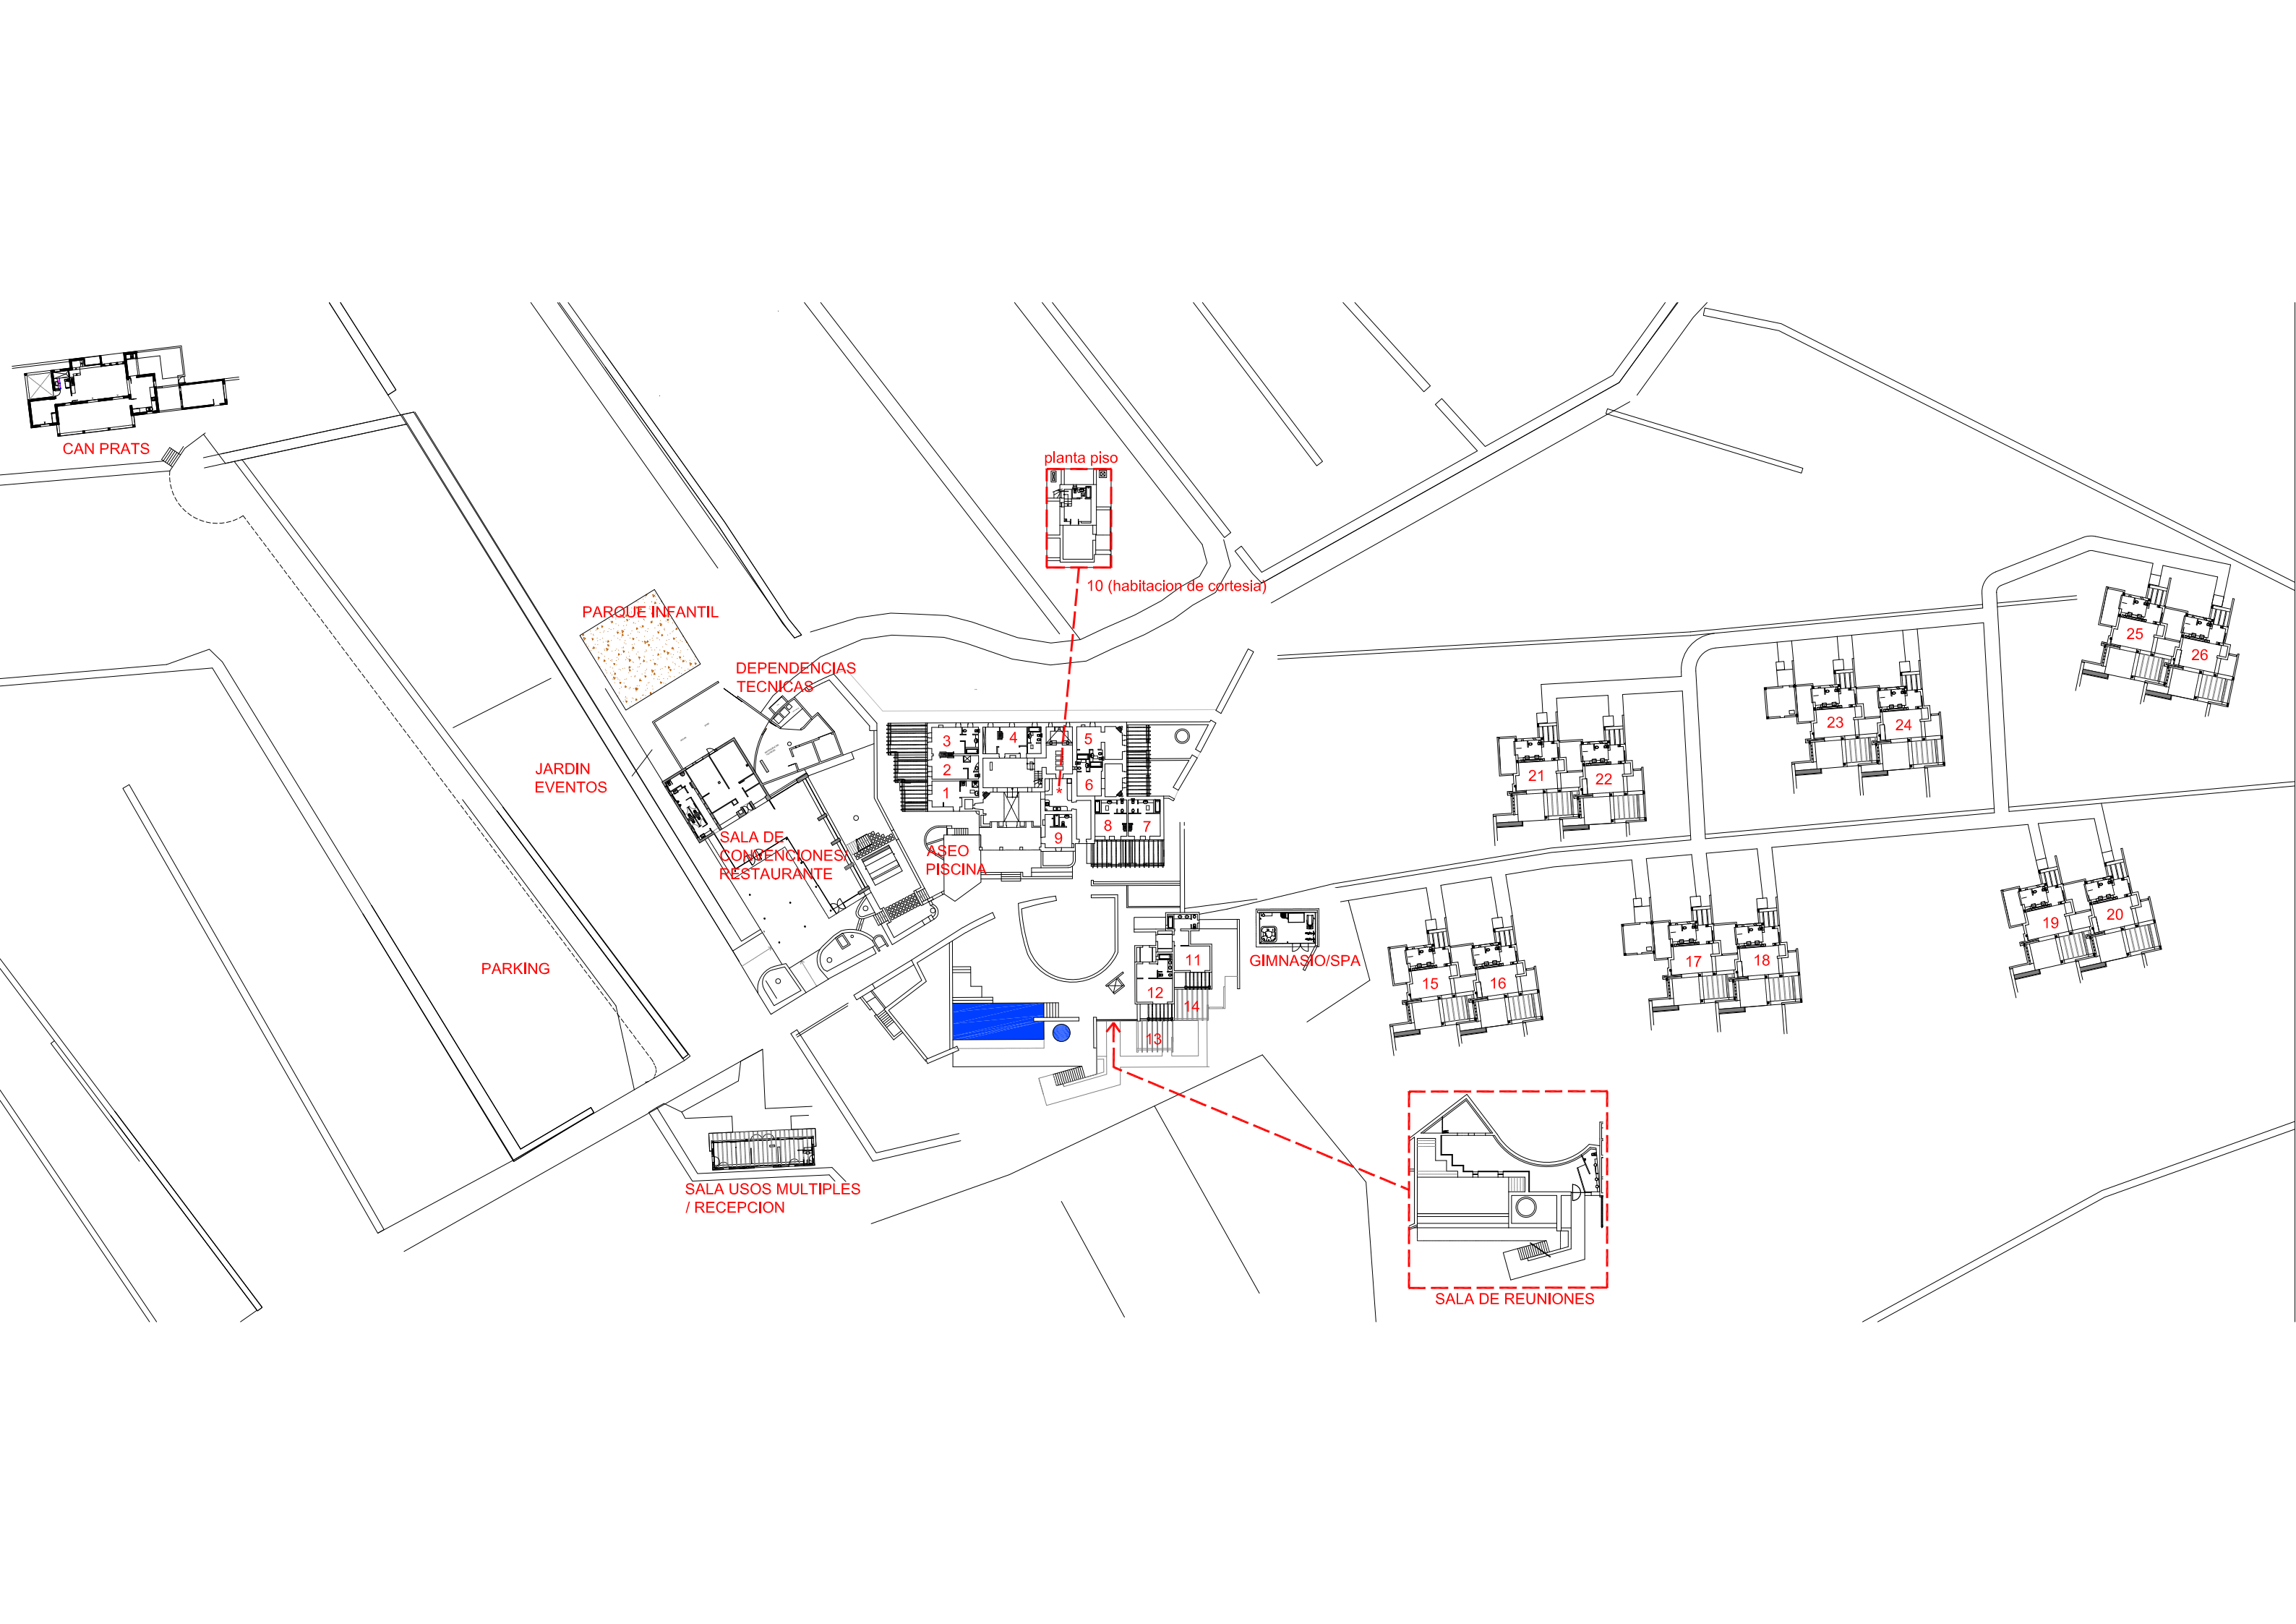 CAN PRATS
planta piso
10 (habitacion de cortesia)
PARQUE INFANTIL
DEPENDENCIAS
TECNICAS
JARDIN
EVENTOS
SALA DE
CONVENCIONES/
RESTAURANTE
ASEO
PISCINA
PARKING
3
2
1
4
5
6
*
9
8
7
11
12
14
13
GIMNASIO/SPA
25
26
23
24
21
22
19
20
17
18
15
16
SALA USOS MULTIPLES
/ RECEPCION
SALA DE REUNIONES